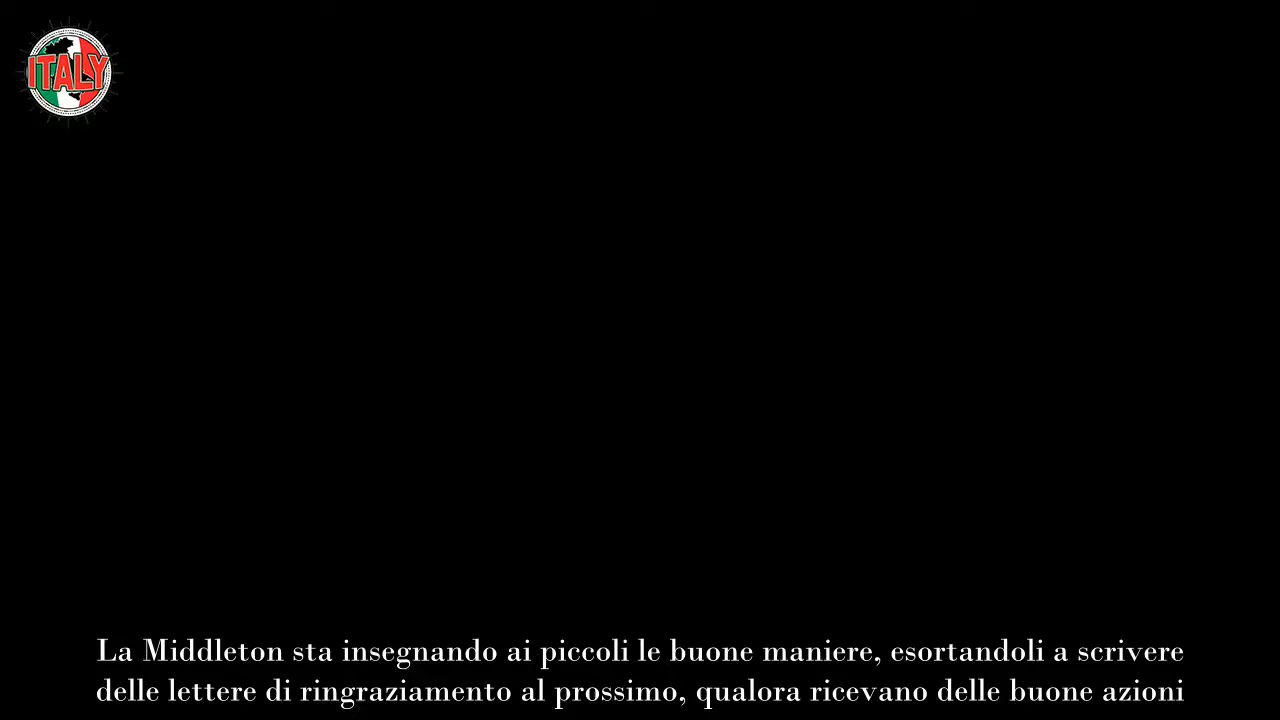 ITALY
La Middleton sta insegnando ai piccoli le buone maniere, esortandoli a scrivere
delle lettere di ringraziamento al prossimo, qualora ricevano delle buone azioni